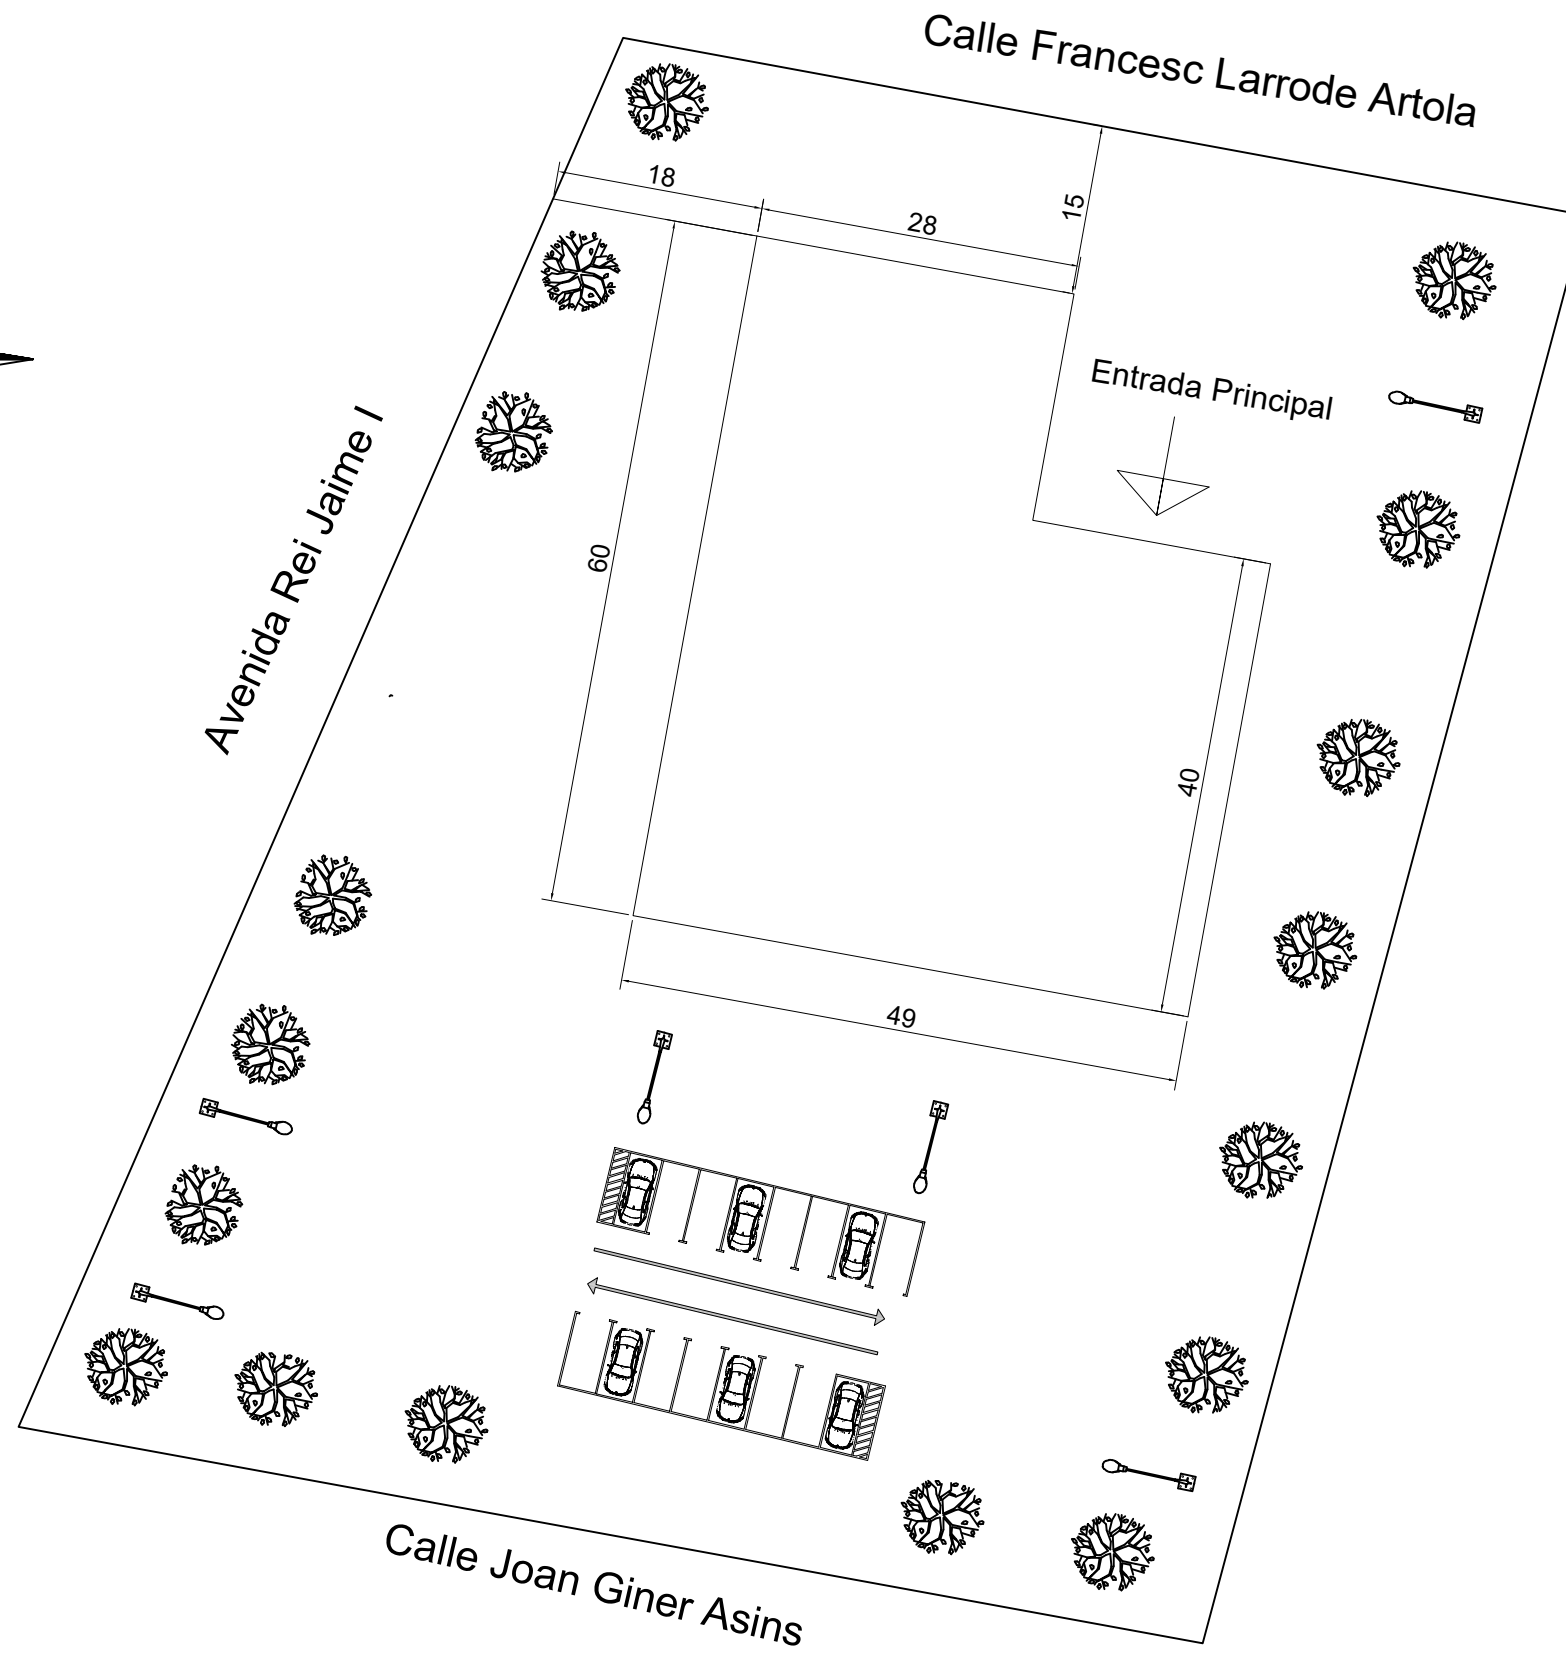 Calle Francesc Larrode Artola
18
28
15
Entrada Principal
Avenida Rei Jaime I
60
40
49
Calle Joan Giner Asins